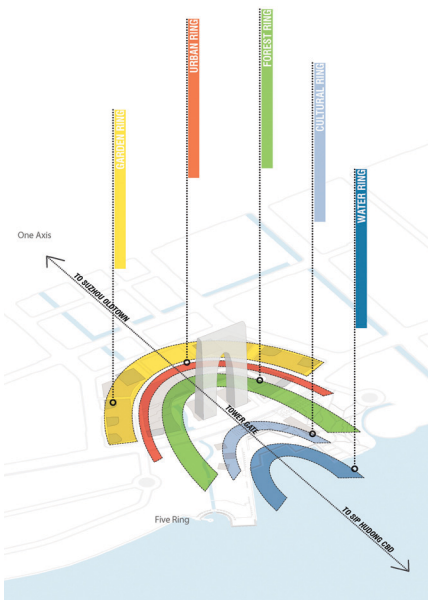 FOREST RING
URBAN RING
CULTURAL RING
GARDEN RING
WATER RING
One Axis
TO SUZHOU OLDTOWN
TOWER GATE
Five Ring
TO SIP HUDONG CBD